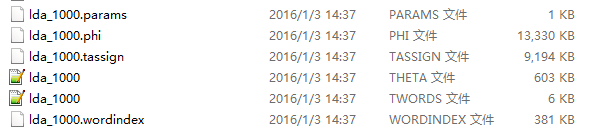 lda_1000.params 2016/1/3 14:37 PARAMS 文件 1 KB
lda_1000.phi 2016/1/3 14:37 PHI 文件 13,330 KB
lda_1000.tassign 2016/1/3 14:37 TASSIGN 文件 9,194 KB
lda_1000 2016/1/3 14:37 THETA 文件 603 KB
lda_1000 2016/1/3 14:37 TWORDS 文件 6 KB
lda_1000.wordindex 2016/1/3 14:37 WORDINDEX 文件 381 KB